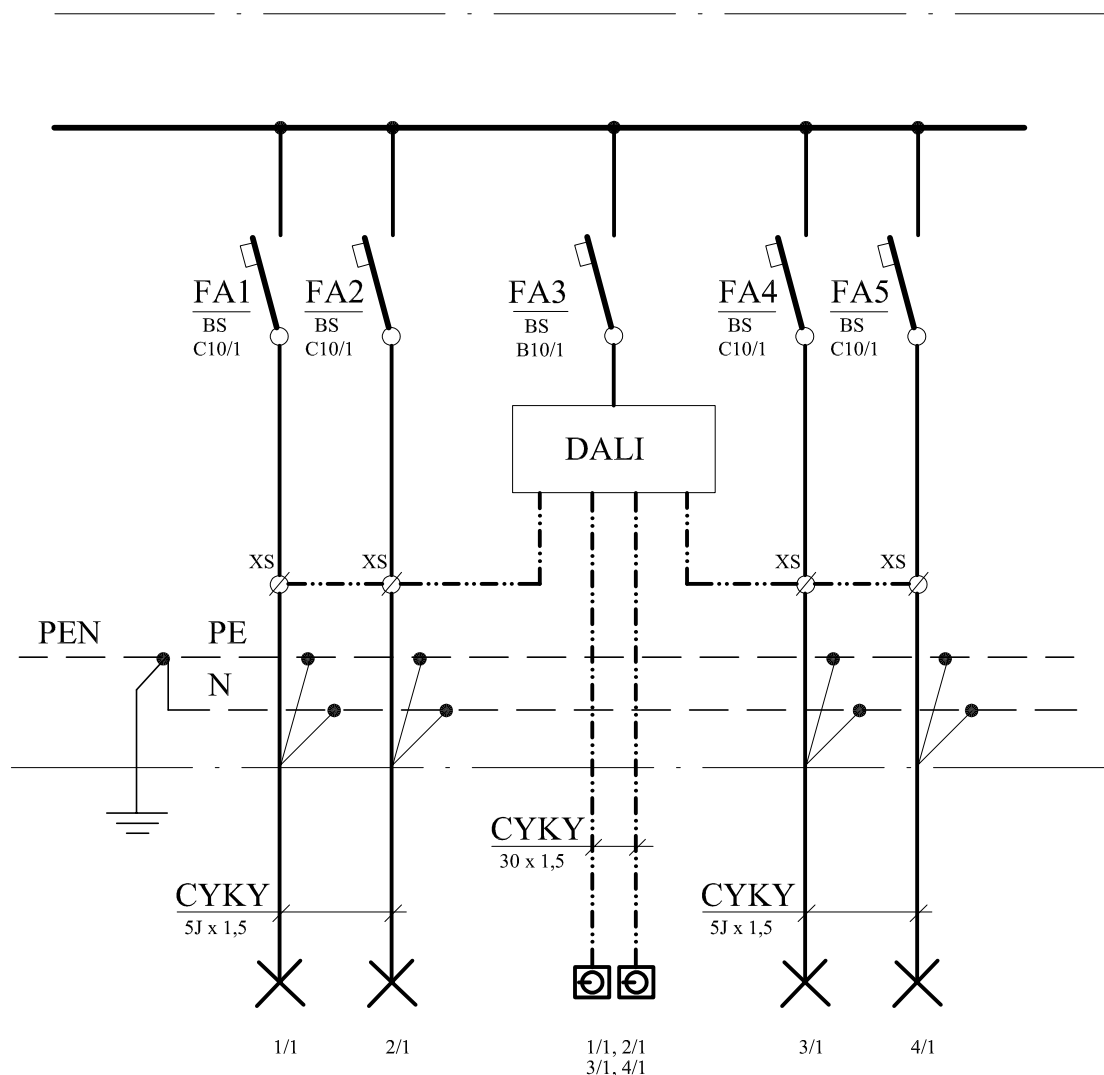 FA1
BS
C10/1
FA2
BS
C10/1
FA3
BS
B10/1
FA4
BS
C10/1
FA5
BS
C10/1
DALI
XS
XS
XS
XS
PEN
PE
N
CYKY
30 x 1,5
CYKY
5J x 1,5
CYKY
5J x 1,5
1/1
2/1
1/1, 2/1
3/1, 4/1
3/1
4/1